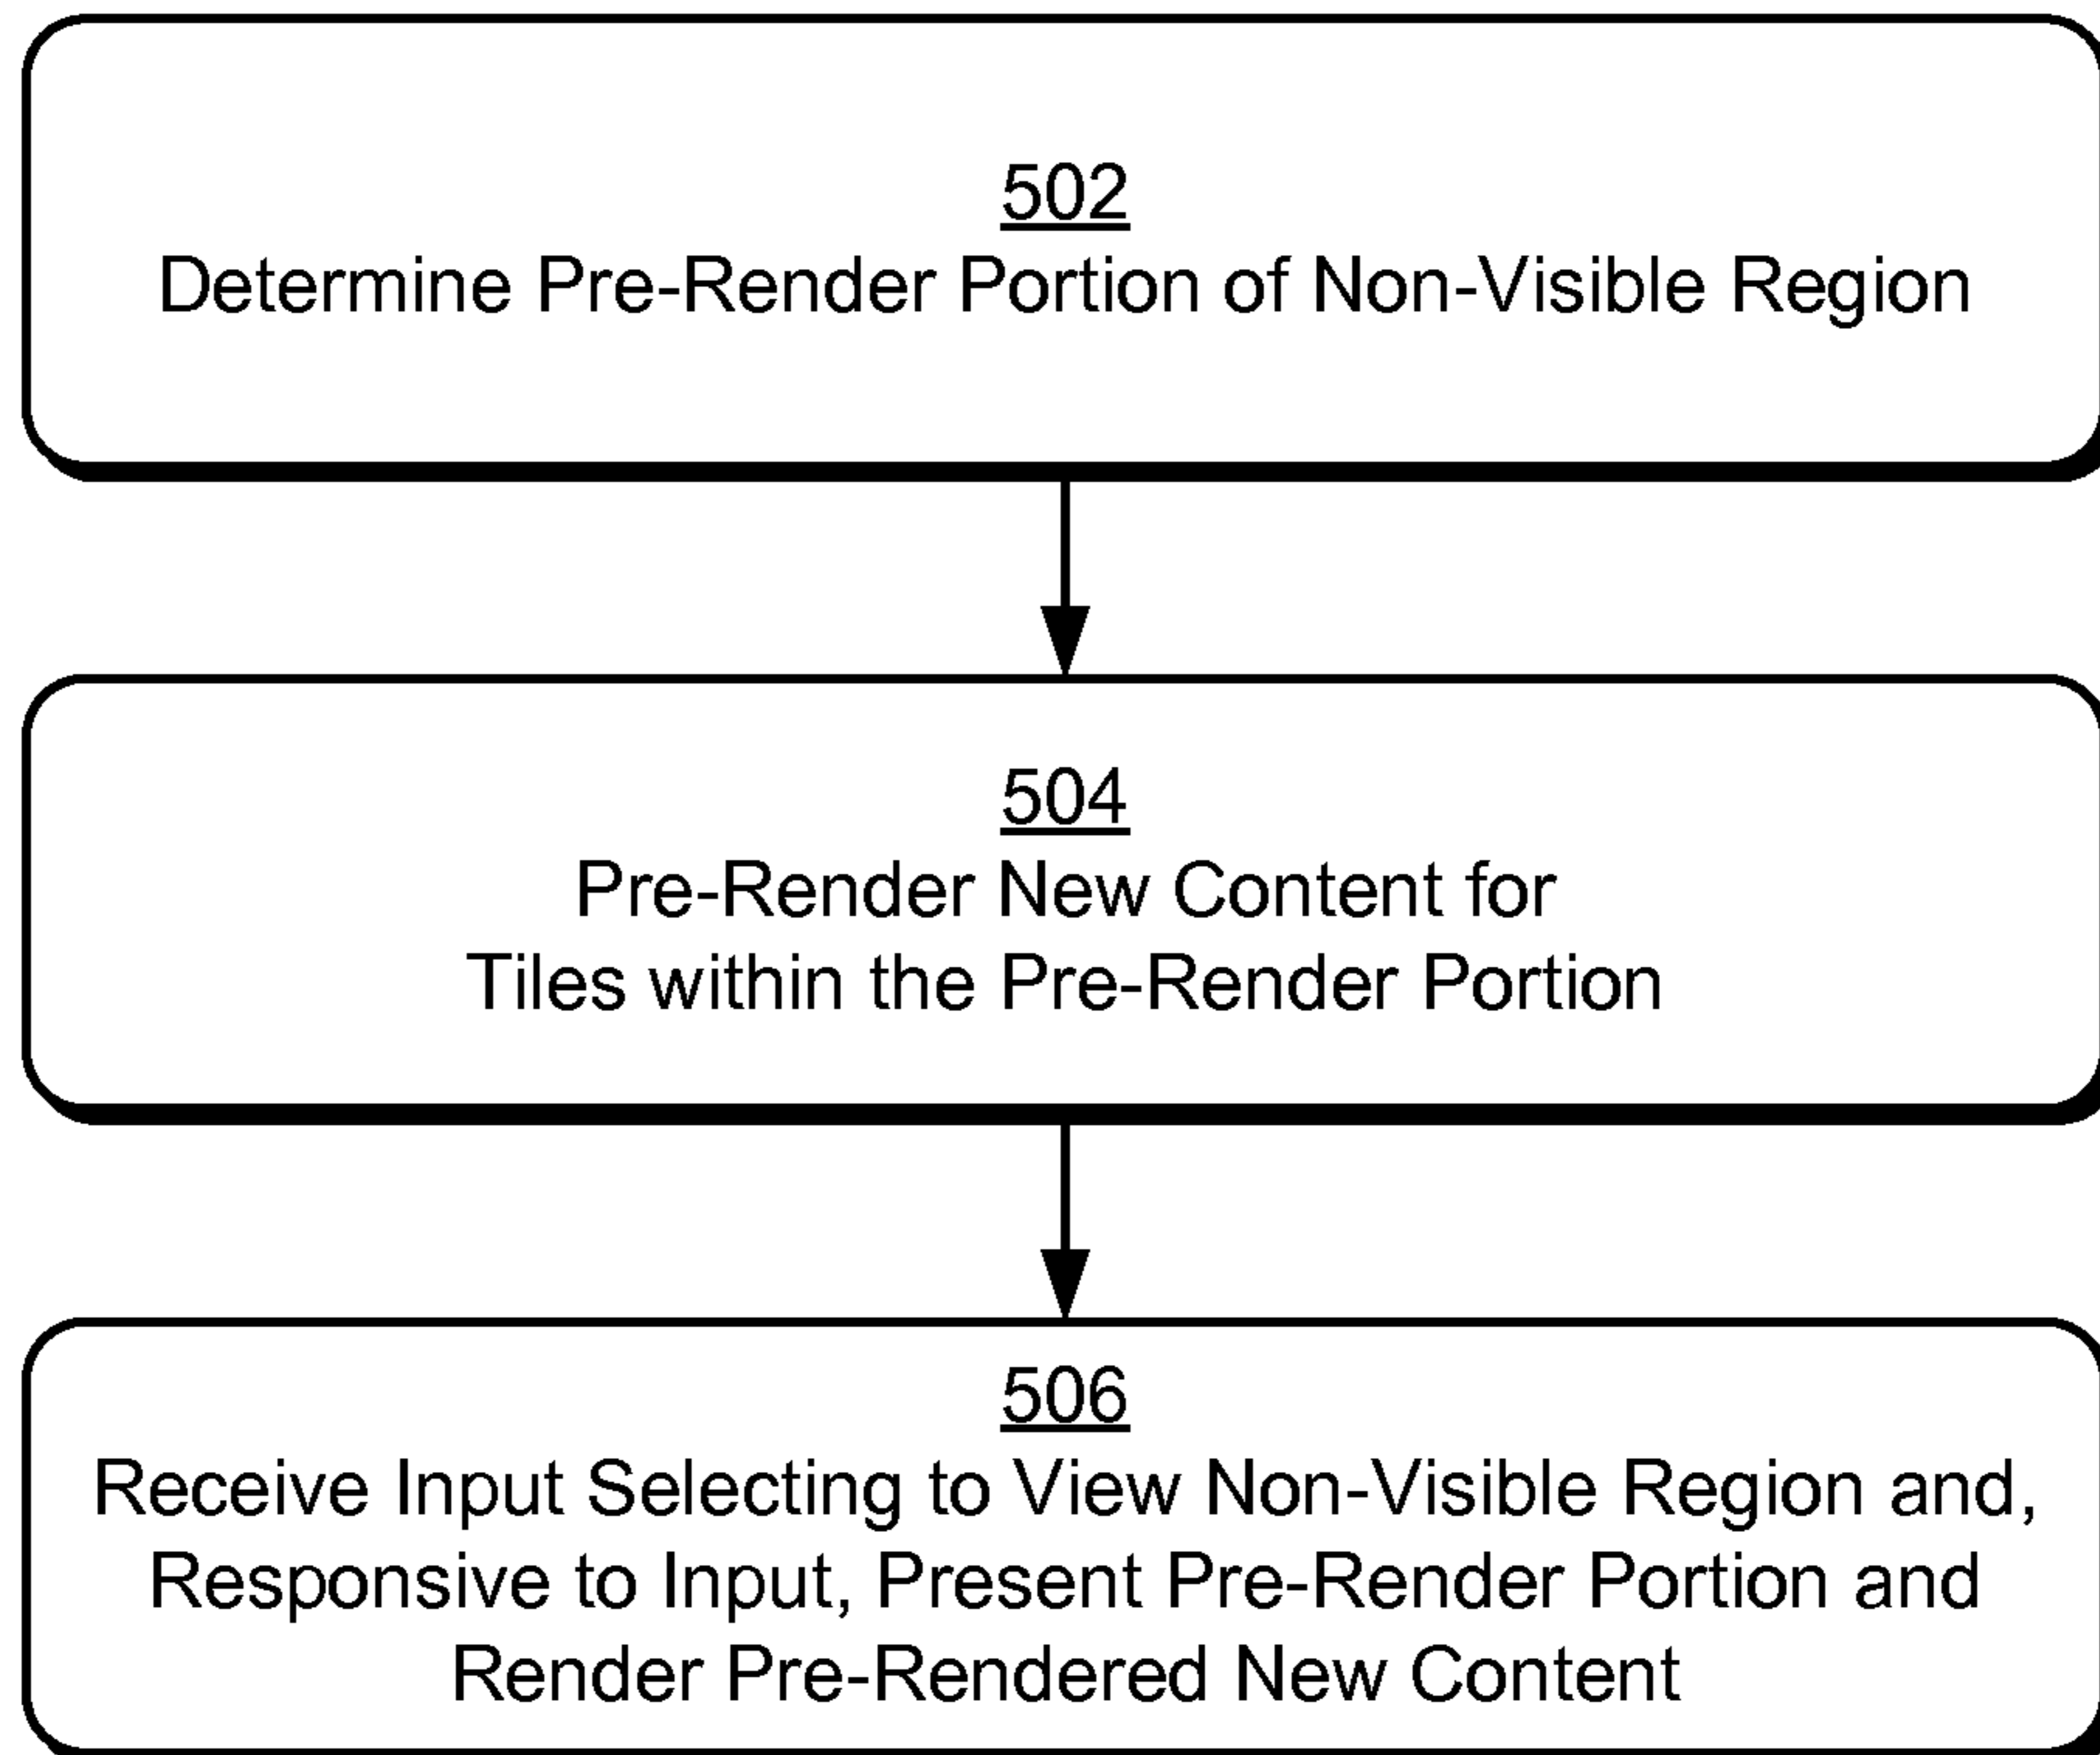 502
Determine Pre-Render Portion of Non-Visible Region
504
Pre-Render New Content for
Tiles within the Pre-Render Portion
506
Receive Input Selecting to View Non-Visible Region and,
Responsive to Input, Present Pre-Render Portion and
Render Pre-Rendered New Content